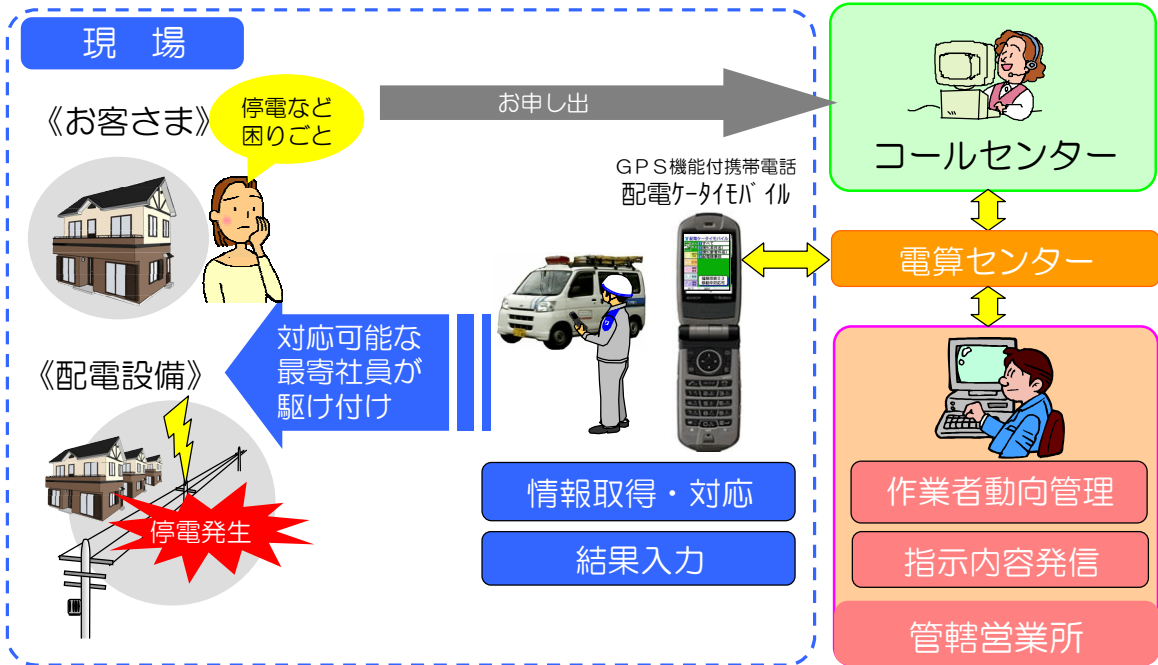 現　場
《お客さま》
停電など
困りごと
お申し出
コールセンター
ＧＰＳ機能付携帯電話
配電ｹｰﾀｲﾓﾊﾞｲﾙ
電算センター
対応可能な
最寄社員が
駆け付け
《配電設備》
停電発生
情報取得・対応
結果入力
作業者動向管理
指示内容発信
管轄営業所